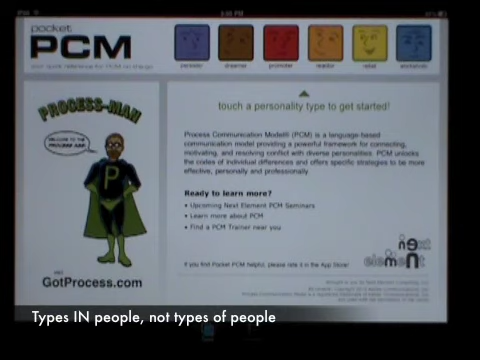 pocket
PCM
your quick reference for PCM on-the-go
persister
dreamer
promoter
reactor
rebel
workaholic
touch a personality type to get started!
PROCESS-MAN
WELCOME TO THE
PROCESS AGE!
P
Process Communication Model® (PCM) is a language-based
communication model providing a powerful framework for connecting,
motivating, and resolving conflict with diverse personalities. PCM unlocks
the codes of individual differences and offers specific strategies to be more
effective, personally and professionally.
Ready to learn more?
• Upcoming Next Element PCM Seminars
• Learn more about PCM
• Find a PCM Trainer near you
If you find Pocket PCM helpful, please rate it in the App Store!
next
element
GotProcess.com
Types IN people, not types of people